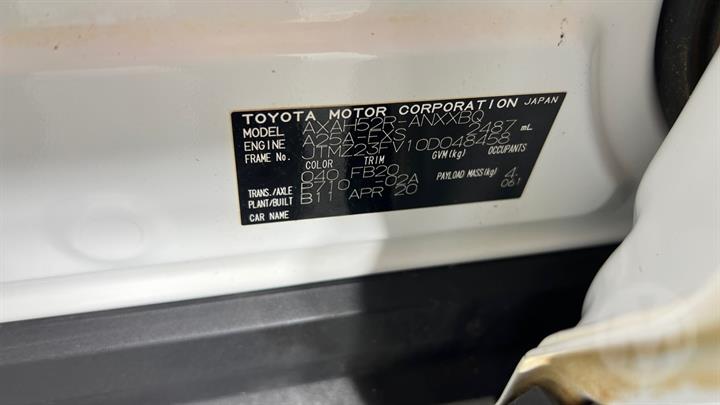 TOYOTA MOTOR CORPORATION JAPAN
MODEL AXAH52R-ANXXBQ
ENGINE A25A-FXS 2487 mL
FRAME No. JTMZ23FV10D048458
COLOR TRIM GVM(kg) OCCUPANTS
040 FB20
TRANS./AXLE P710 -02A PAYLOAD MASS(kg) 4.
PLANT/BUILT B11 APR 20 061
CAR NAME